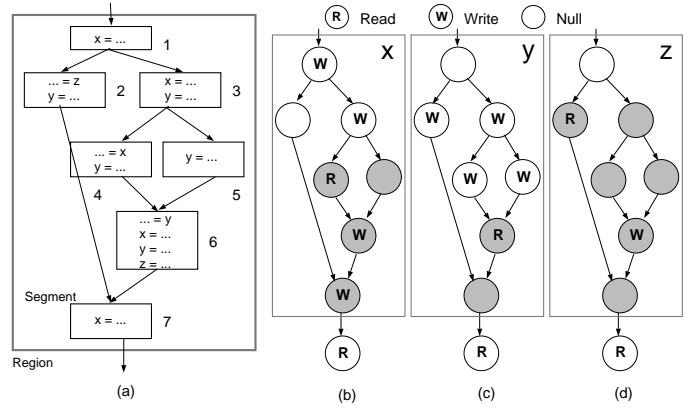 R Read W Write Null
x = ... 1
... = z
y = ... 2
x = ...
y = ... 3
... = x
y = ... 4
y = ... 5
... = y
x = ...
y = ...
z = ... 6
Segment
x = ... 7
Region
(a)
x
W
W
R
W
W
R
(b)
y
W W
W W
R
R
(c)
z
R
W
R
(d)